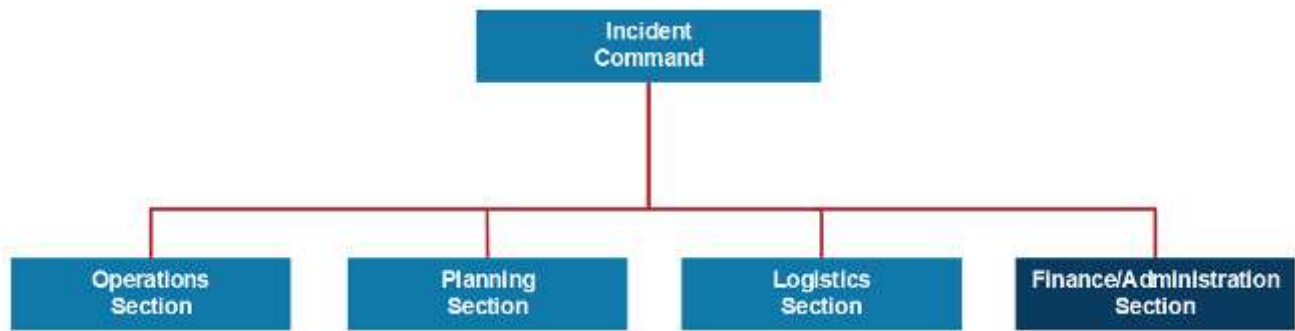 Incident
Command
Operations
Section
Planning
Section
Logistics
Section
Finance/Administration
Section